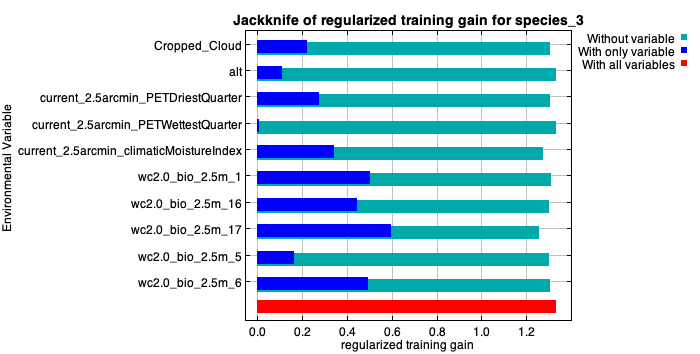 Jackknife of regularized training gain for species_3
Without variable
With only variable
With all variables
Environmental Variable
Cropped_Cloud
alt
current_2.5arcmin_PETDriestQuarter
current_2.5arcmin_PETWettestQuarter
current_2.5arcmin_climaticMoistureIndex
wc2.0_bio_2.5m_1
wc2.0_bio_2.5m_16
wc2.0_bio_2.5m_17
wc2.0_bio_2.5m_5
wc2.0_bio_2.5m_6
0.0 0.2 0.4 0.6 0.8 1.0 1.2
regularized training gain